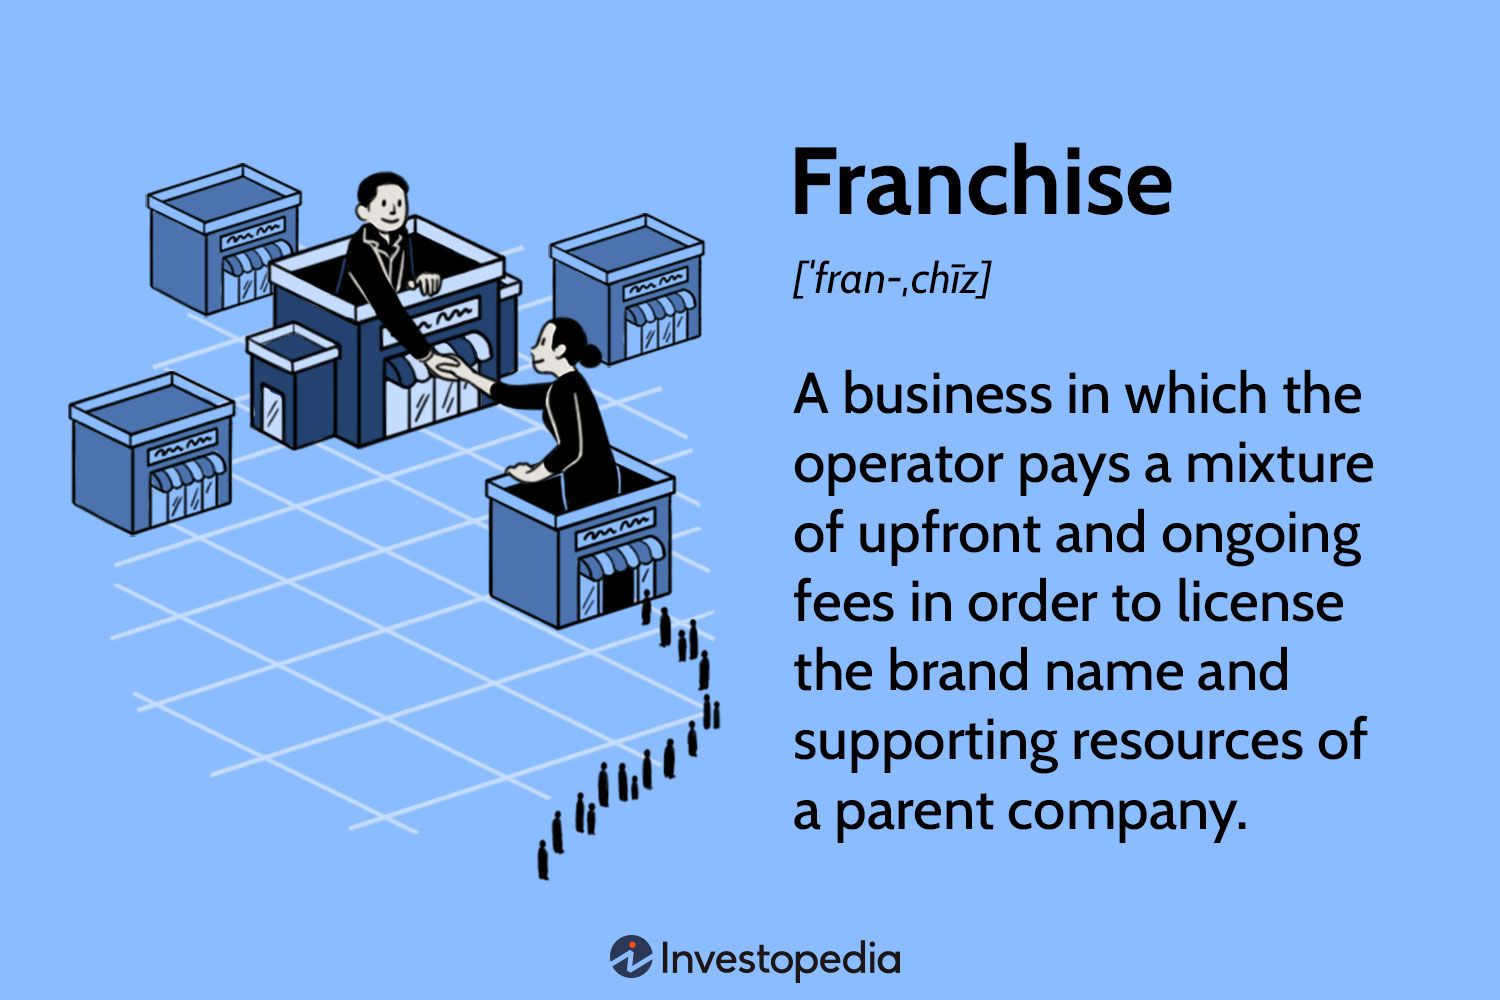 Franchise
[ˈfran-ˌchīz]
A business in which the
operator pays a mixture
of upfront and ongoing
fees in order to license
the brand name and
supporting resources of
a parent company.
Investopedia